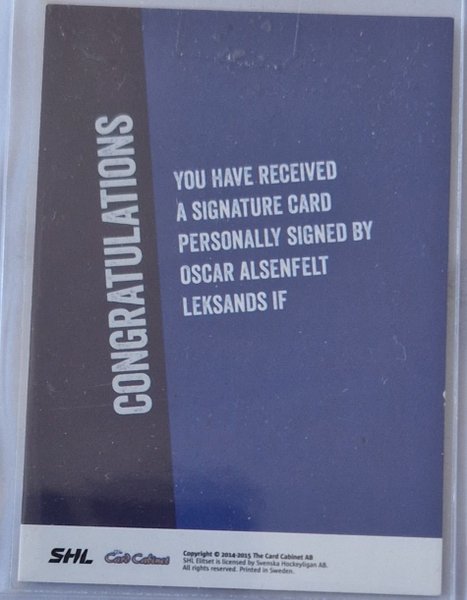 CONGRATULATIONS
YOU HAVE RECEIVED
A SIGNATURE CARD
PERSONALLY SIGNED BY
OSCAR ALSENFELT
LEKSANDS IF
SHL
The Card Cabinet
Copyright © 2014-2015 The Card Cabinet AB
SHL Elitset is licensed by Svenska Hockeyligan AB.
All rights reserved. Printed in Sweden.